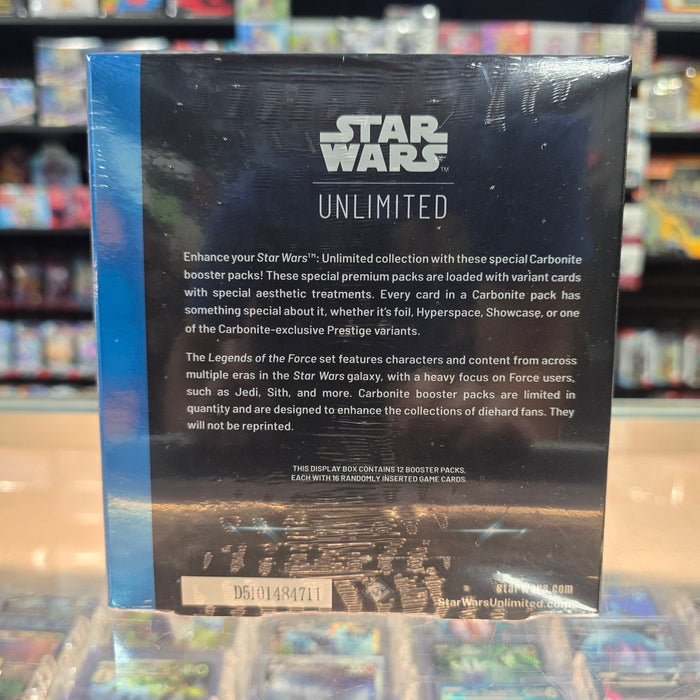 STAR
WARS
TM
UNLIMITED
Enhance your Star Wars™: Unlimited collection with these special Carbonite
booster packs! These special premium packs are loaded with variant cards
with special aesthetic treatments. Every card in a Carbonite pack has
something special about it, whether it's foil, Hyperspace, Showcase, or one
of the Carbonite-exclusive Prestige variants.
The Legends of the Force set features characters and content from across
multiple eras in the Star Wars galaxy, with a heavy focus on Force users,
such as Jedi, Sith, and more. Carbonite booster packs are limited in
quantity and are designed to enhance the collections of diehard fans. They
will not be reprinted.
THIS DISPLAY BOX CONTAINS 12 BOOSTER PACKS.
EACH WITH 16 RANDOMLY INSERTED GAME CARDS.
D5101484711
starwars.com
StarWarsUnlimited.com